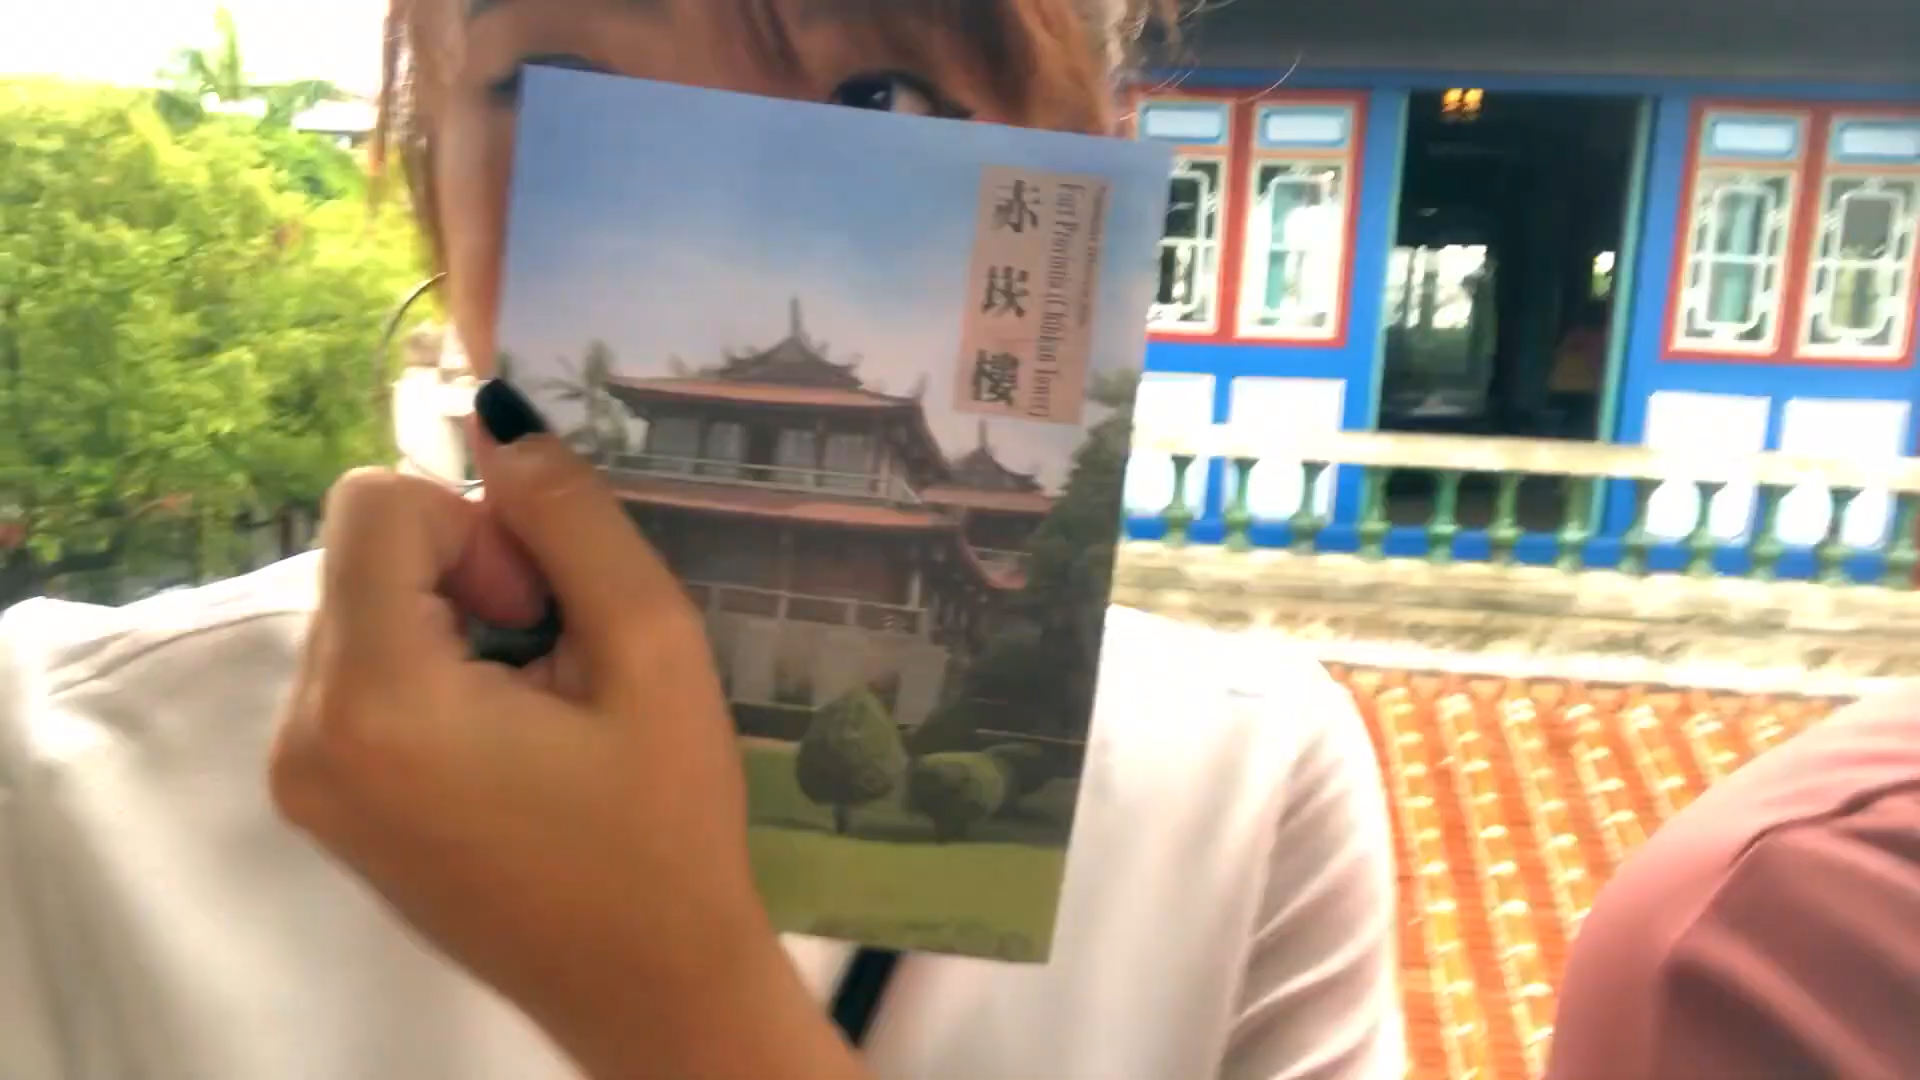 赤崁樓
Fort Provintia (Chihkan Tower)